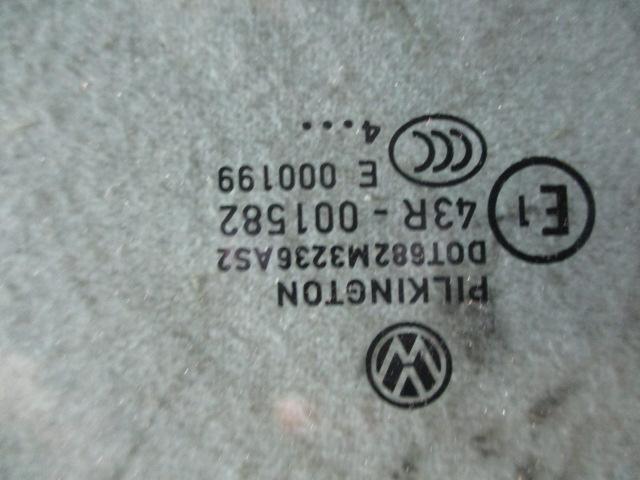 PILKINGTON
DOT682M3236AS2
E1 43R - 001582
CCC E 000199
4...